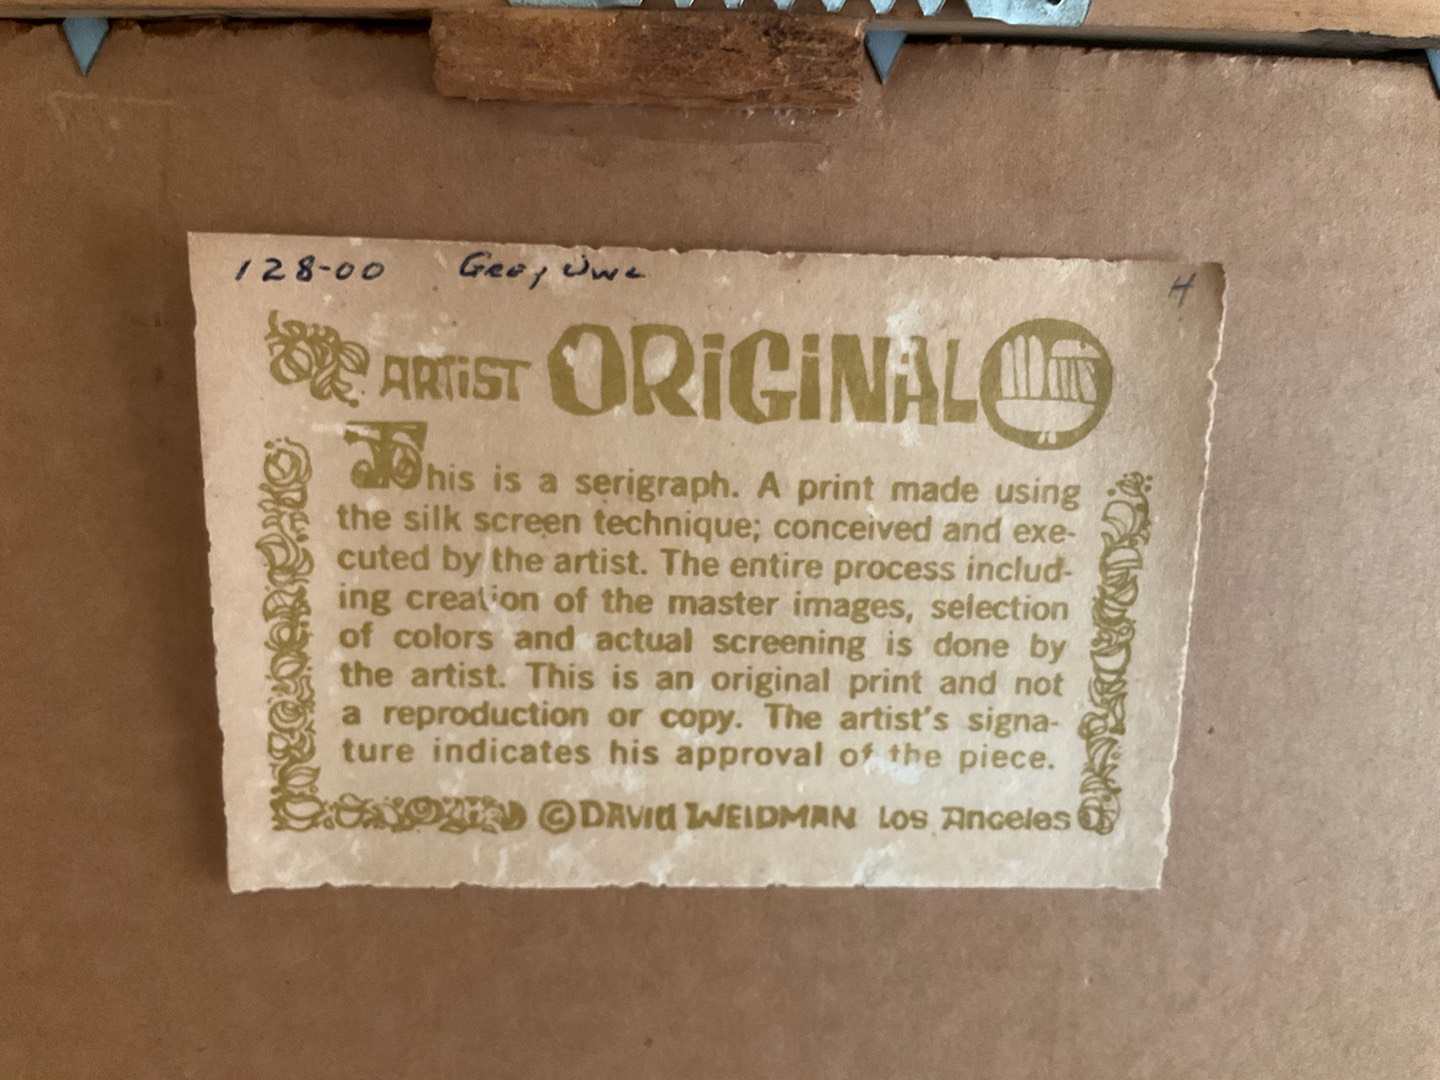 128-00 Grey Owl H
ARTIST ORIGINAL
This is a serigraph. A print made using
the silk screen technique; conceived and exe-
cuted by the artist. The entire process includ-
ing creation of the master images, selection
of colors and actual screening is done by
the artist. This is an original print and not
a reproduction or copy. The artist's signa-
ture indicates his approval of the piece.
© DAVID WEIDMAN Los Angeles